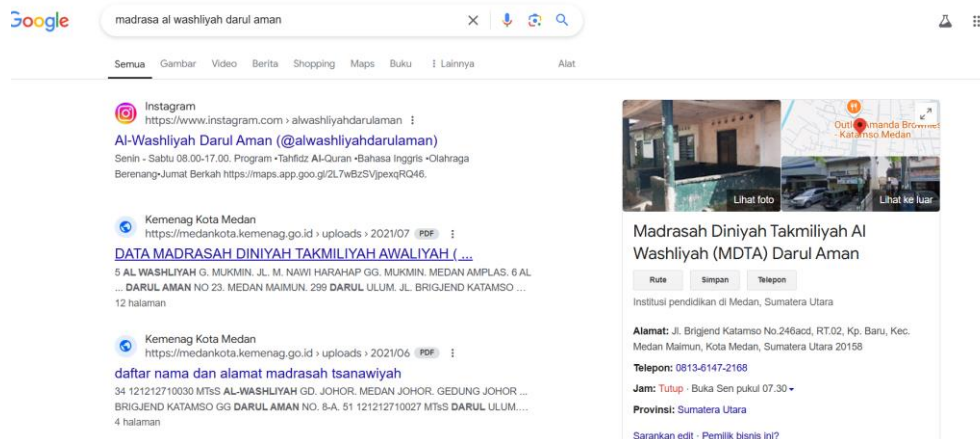 Google
madrasa al washliyah darul aman
Semua Gambar Video Berita Shopping Maps Buku Lainnya Alat
Instagram
https://www.instagram.com › alwashliyahdarulaman
Al-Washliyah Darul Aman (@alwashliyahdarulaman)
Senin - Sabtu 08.00-17.00. Program •Tahfidz Al-Quran •Bahasa Inggris •Olahraga
Berenang•Jumat Berkah https://maps.app.goo.gl/2L7wBzSVjpexqRQ46.
Kemenag Kota Medan
https://medankota.kemenag.go.id › uploads › 2021/07 PDF
DATA MADRASAH DINIYAH TAKMILIYAH AWALIYAH ( ...
5 AL WASHLIYAH G. MUKMIN. JL. M. NAWI HARAHAP GG. MUKMIN. MEDAN AMPLAS. 6 AL
... DARUL AMAN NO 23. MEDAN MAIMUN. 299 DARUL ULUM. JL. BRIGJEND KATAMSO ...
12 halaman
Kemenag Kota Medan
https://medankota.kemenag.go.id › uploads › 2021/06 PDF
daftar nama dan alamat madrasah tsanawiyah
34 121212710030 MTsS AL-WASHLIYAH GD. JOHOR. MEDAN JOHOR. GEDUNG JOHOR ...
BRIGJEND KATAMSO GG DARUL AMAN NO. 8-A. 51 121212710027 MTsS DARUL ULUM....
4 halaman
Outlet Amanda Brownies
- Katamso Medan
Lihat foto
Lihat ke luar
Madrasah Diniyah Takmiliyah Al
Washliyah (MDTA) Darul Aman
Rute Simpan Telepon
Institusi pendidikan di Medan, Sumatera Utara
Alamat: Jl. Brigjend Katamso No.246acd, RT.02, Kp. Baru, Kec.
Medan Maimun, Kota Medan, Sumatera Utara 20158
Telepon: 0813-6147-2168
Jam: Tutup · Buka Sen pukul 07.30
Provinsi: Sumatera Utara
Sarankan edit · Pemilik bisnis ini?